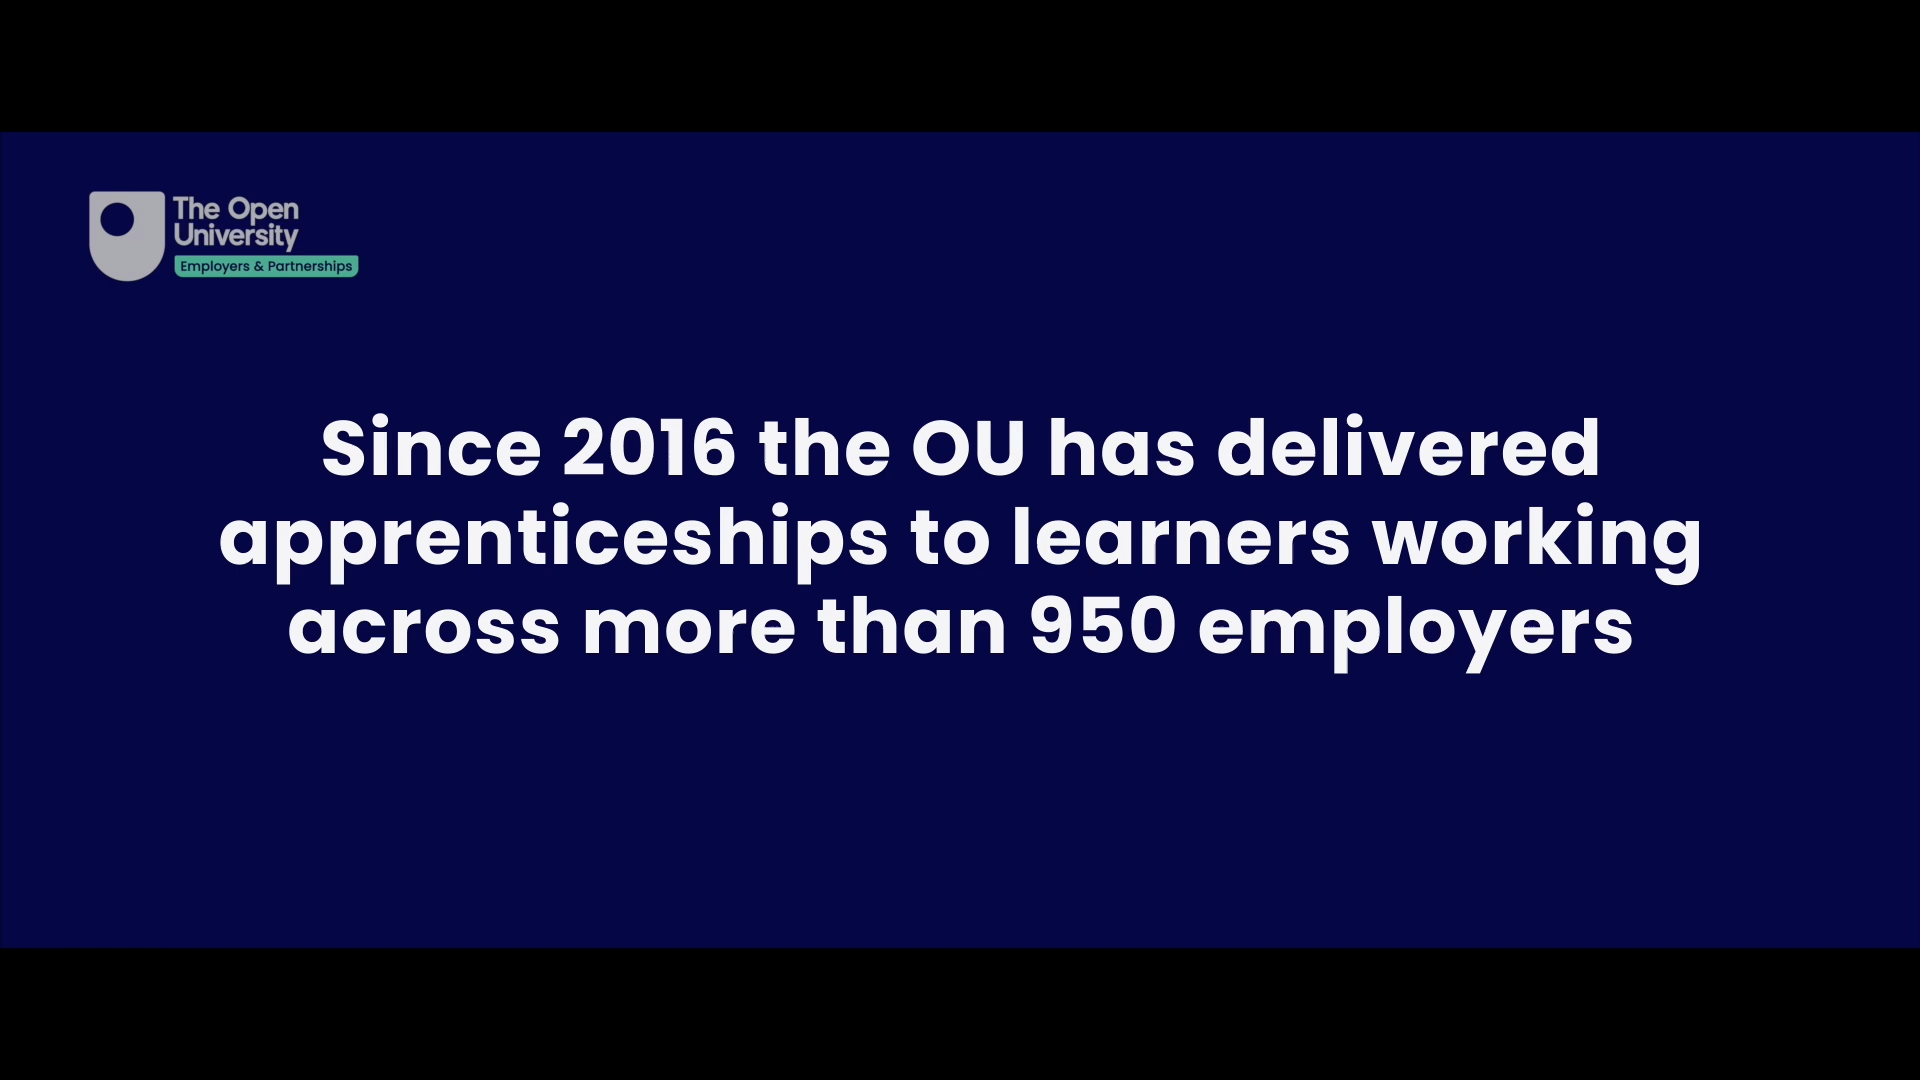 The Open
University
Employers & Partnerships
Since 2016 the OU has delivered
apprenticeships to learners working
across more than 950 employers